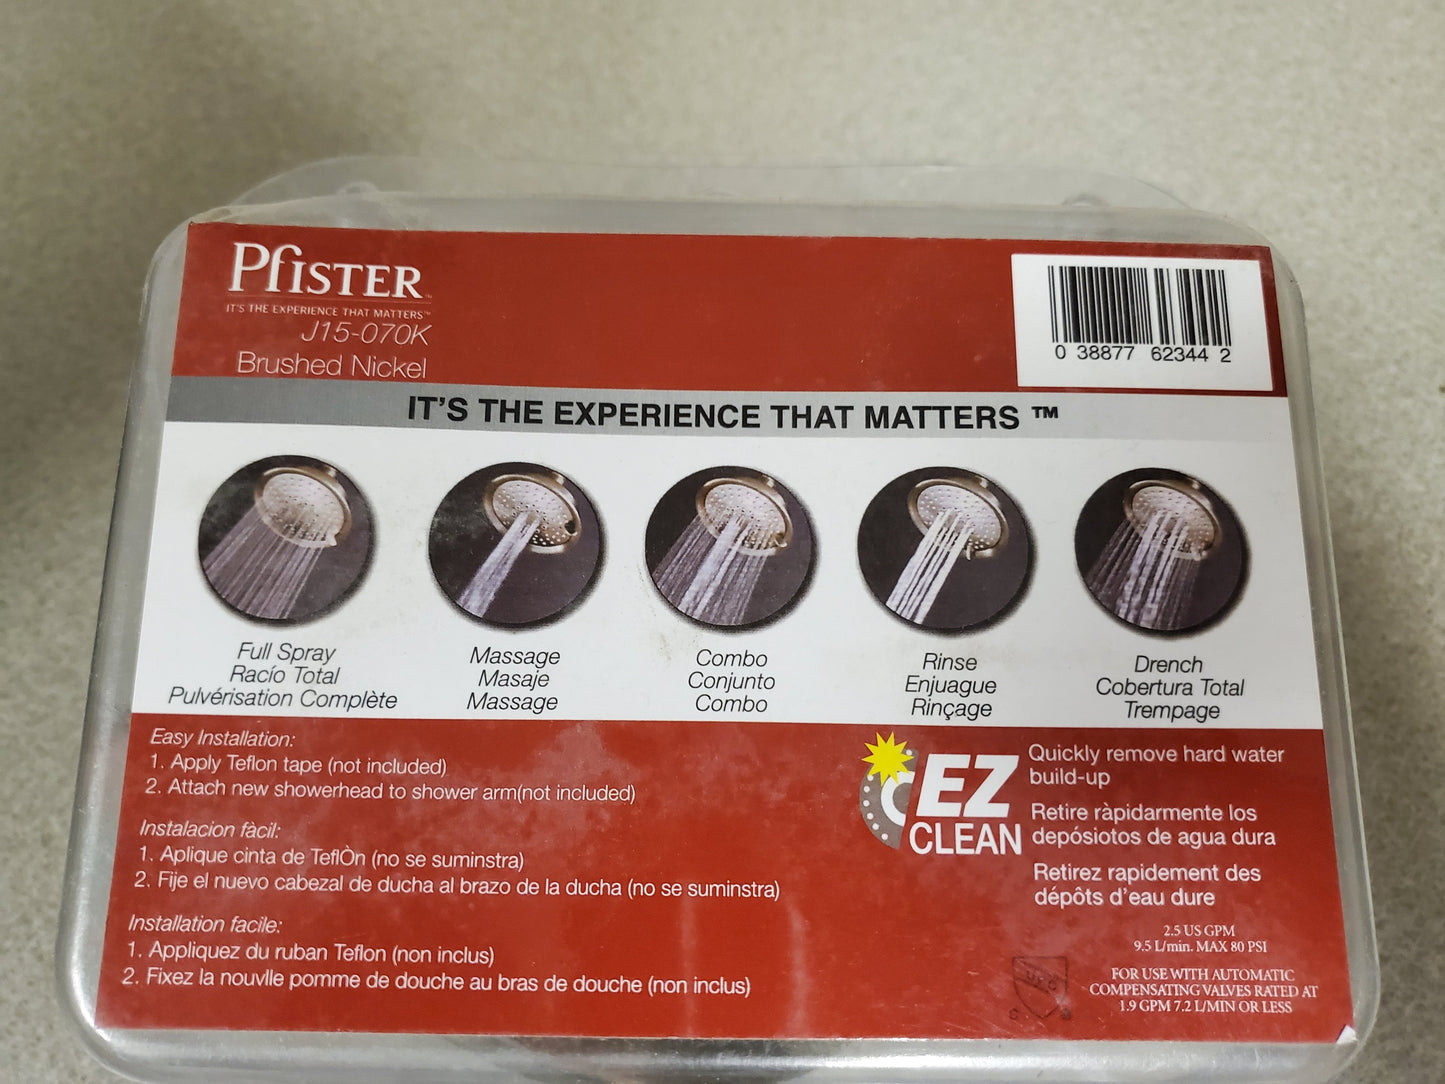 Pfister™
IT'S THE EXPERIENCE THAT MATTERS™
J15-070K
Brushed Nickel
0 38877 62344 2
IT'S THE EXPERIENCE THAT MATTERS ™
Full Spray
Racío Total
Pulvérisation Complète
Massage
Masaje
Massage
Combo
Conjunto
Combo
Rinse
Enjuague
Rinçage
Drench
Cobertura Total
Trempage
Easy Installation:
1. Apply Teflon tape (not included)
2. Attach new showerhead to shower arm(not included)
Instalacion fàcil:
1. Aplique cinta de TeflÒn (no se suminstra)
2. Fije el nuevo cabezal de ducha al brazo de la ducha (no se suminstra)
Installation facile:
1. Appliquez du ruban Teflon (non inclus)
2. Fixez la nouvlle pomme de douche au bras de douche (non inclus)
EZ
CLEAN
Quickly remove hard water
build-up
Retire ràpidarmente los
depósiotos de agua dura
Retirez rapidement des
dépôts d'eau dure
2.5 US GPM
9.5 L/min. MAX 80 PSI
FOR USE WITH AUTOMATIC
COMPENSATING VALVES RATED AT
1.9 GPM 7.2 L/MIN OR LESS